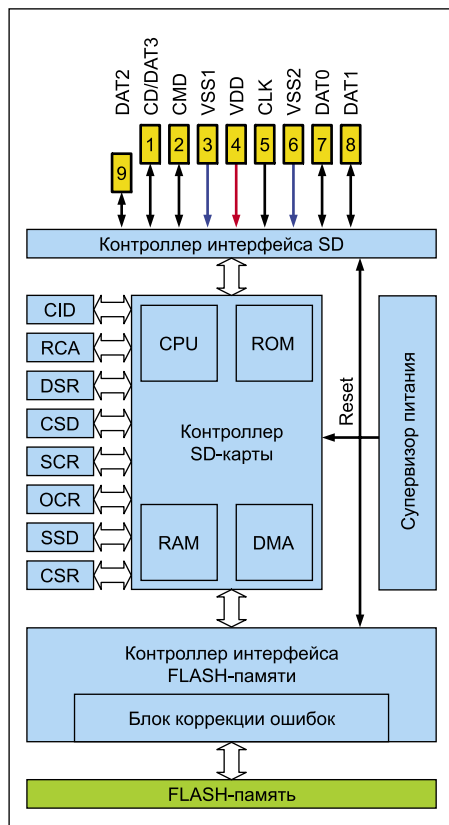 DAT2
CD/DAT3
CMD
VSS1
VDD
CLK
VSS2
DAT0
DAT1
9
1
2
3
4
5
6
7
8
Контроллер интерфейса SD
CID
RCA
DSR
CSD
SCR
OCR
SSD
CSR
CPU
ROM
Контроллер
SD-карты
RAM
DMA
Reset
Супервизор питания
Контроллер интерфейса
FLASH-памяти
Блок коррекции ошибок
FLASH-память